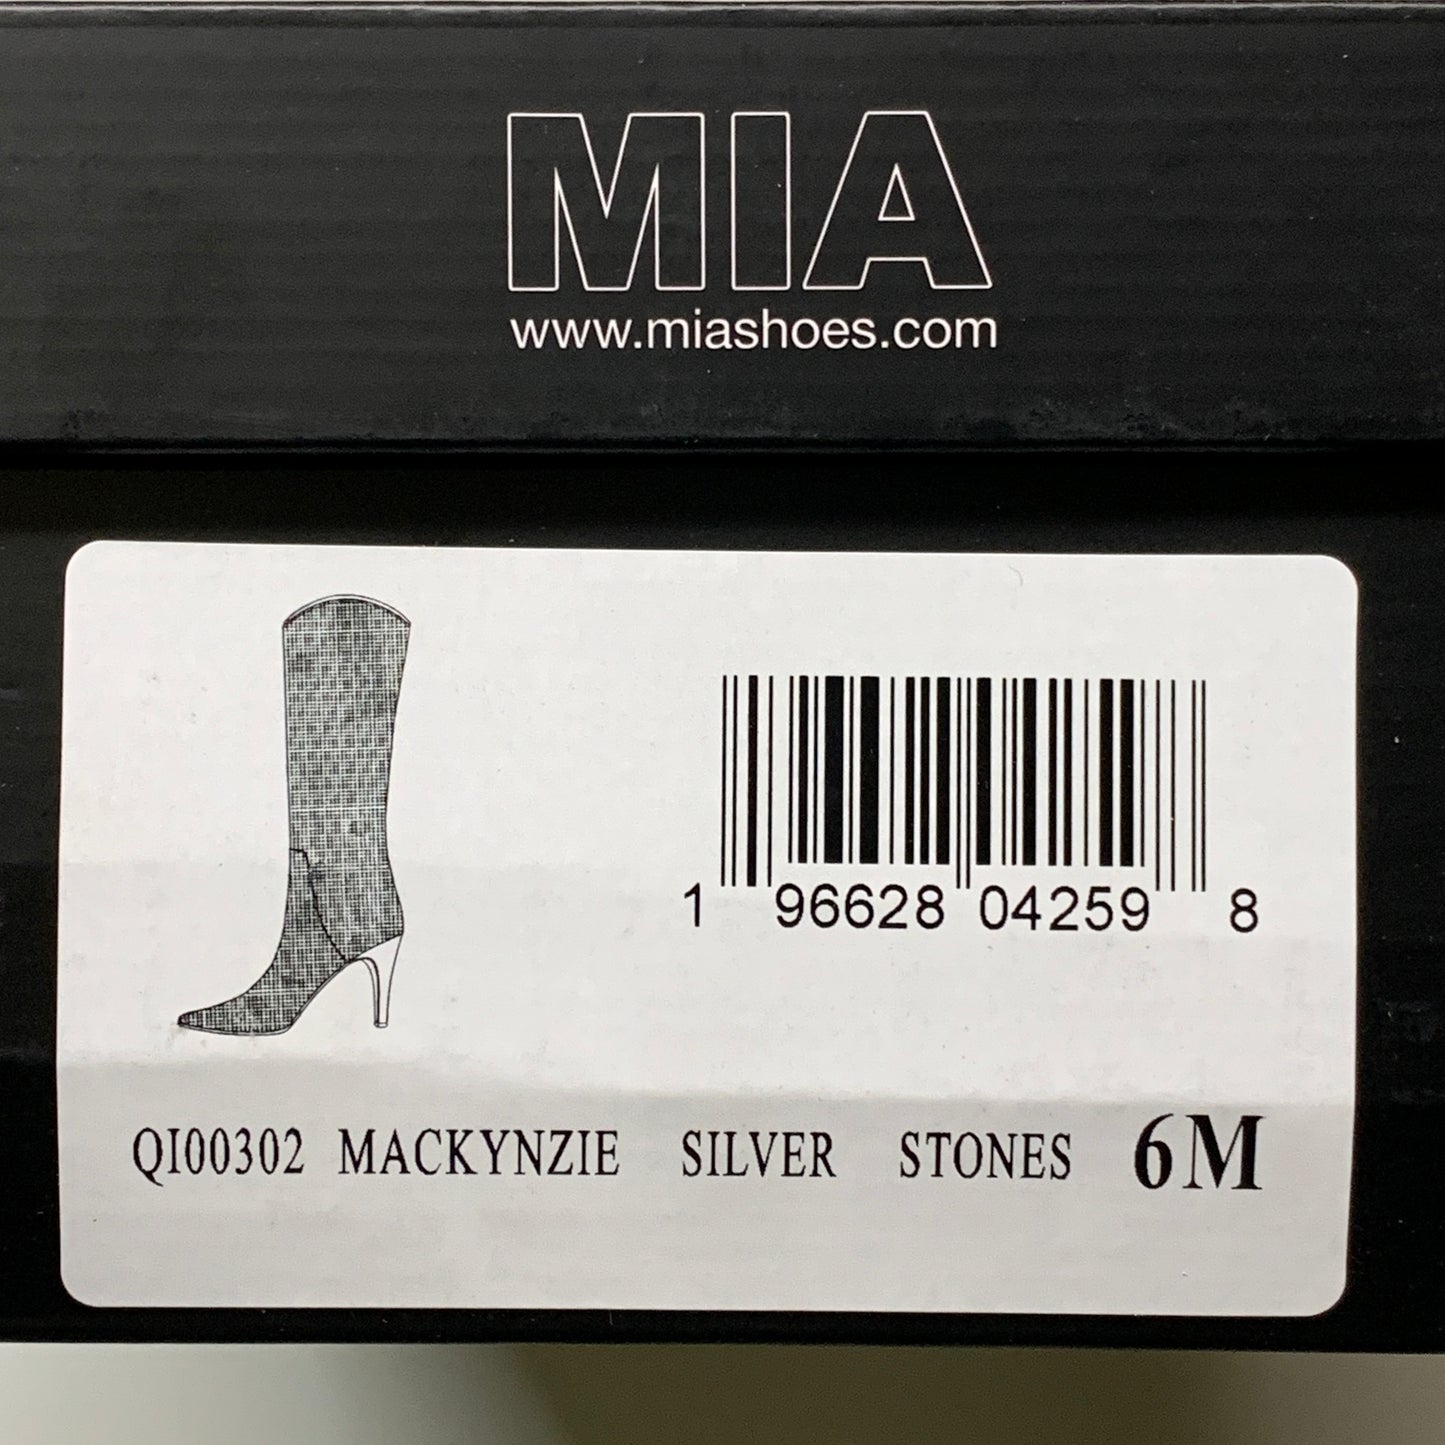 MIA
www.miashoes.com
1 96628 04259 8
QI00302 MACKYNZIE SILVER STONES 6M